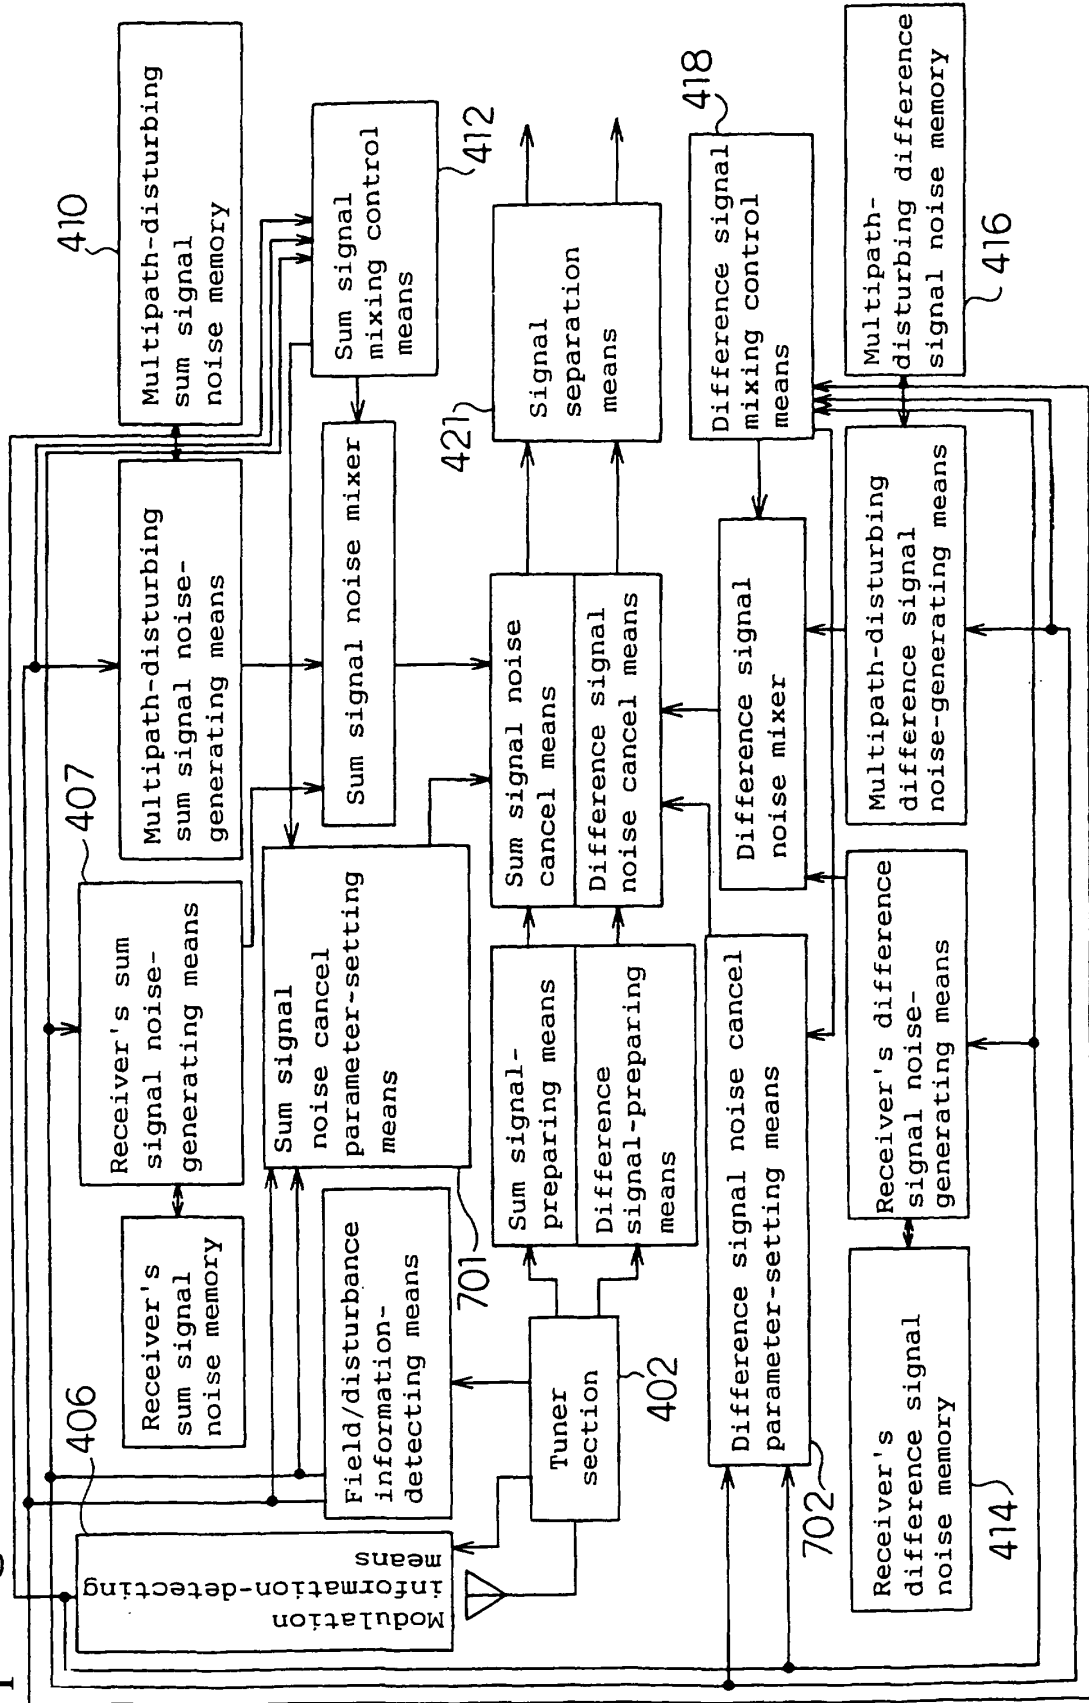 410
Multipath-disturbing
sum signal
noise memory
Multipath-disturbing
sum signal noise-
generating means
407
Receiver's sum
signal noise-
generating means
Receiver's
sum signal
noise memory
406
Modulation
information-detecting
means
Sum signal
mixing control
means
412
Sum signal noise mixer
Sum signal
noise cancel
parameter-setting
means
701
Field/disturbance
information-
detecting means
Tuner
section
402
Sum signal-
preparing means
Difference
signal-preparing
means
Sum signal noise
cancel means
Difference signal
noise cancel means
421
Signal
separation
means
418
Difference signal
mixing control
means
Difference signal
noise mixer
Difference signal noise cancel
parameter-setting means
702
Multipath-
disturbing difference
signal noise memory
416
Multipath-disturbing
difference signal
noise-generating means
Receiver's difference
signal noise-
generating means
Receiver's
difference signal
noise memory
414